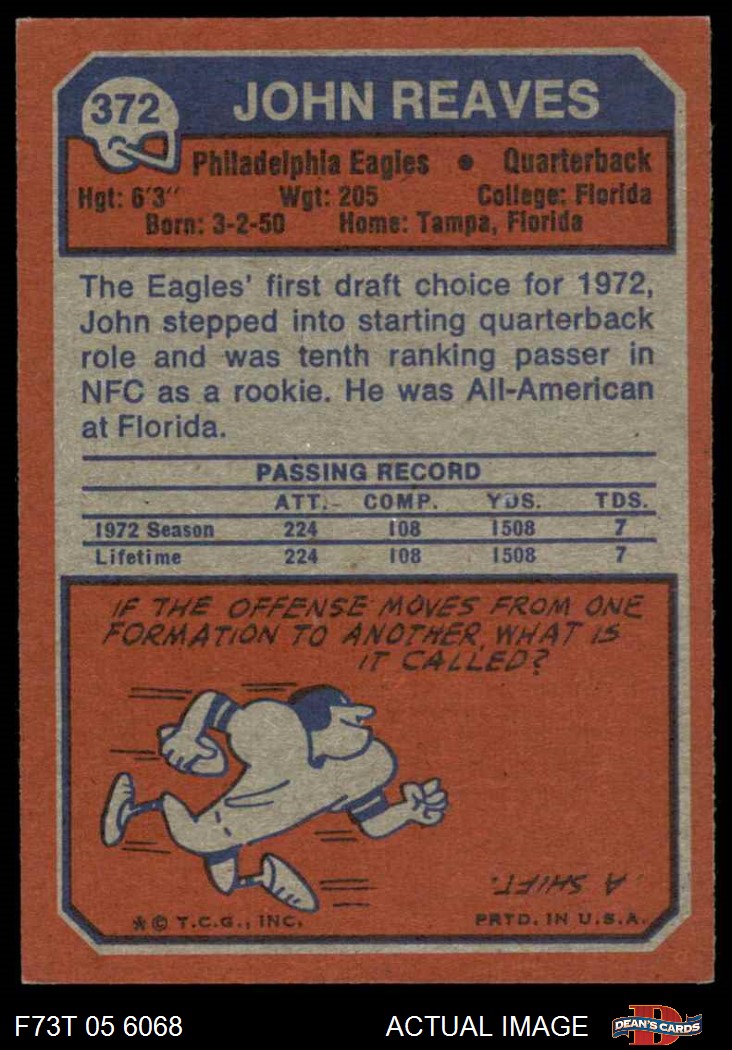 372
JOHN REAVES
Philadelphia Eagles • Quarterback
Hgt: 6'3" Wgt: 205 College: Florida
Born: 3-2-50 Home: Tampa, Florida
The Eagles' first draft choice for 1972,
John stepped into starting quarterback
role and was tenth ranking passer in
NFC as a rookie. He was All-American
at Florida.
PASSING RECORD
ATT. COMP. YDS. TDS.
1972 Season 224 108 1508 7
Lifetime 224 108 1508 7
IF THE OFFENSE MOVES FROM ONE
FORMATION TO ANOTHER, WHAT IS
IT CALLED?
A SHIFT.
*© T.C.G., INC. PRTD. IN U.S.A.
F73T 05 6068 ACTUAL IMAGE
D
DEAN'S CARDS